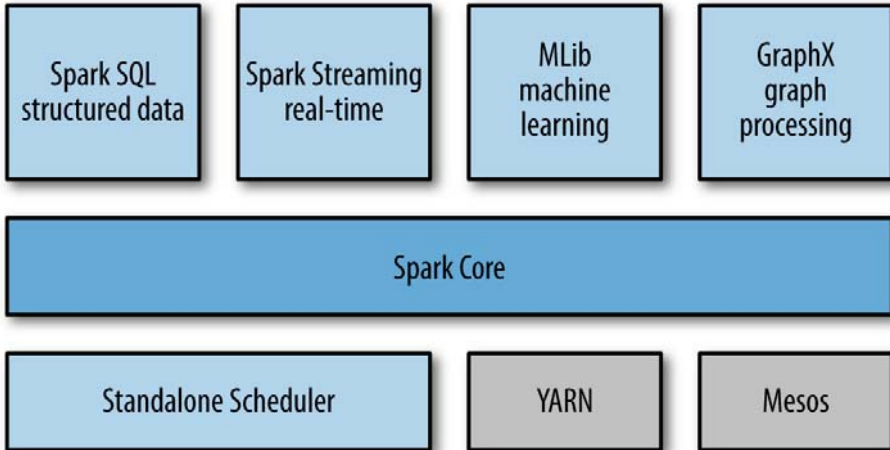 Spark SQL
structured data
Spark Streaming
real-time
MLib
machine
learning
GraphX
graph
processing
Spark Core
Standalone Scheduler
YARN
Mesos